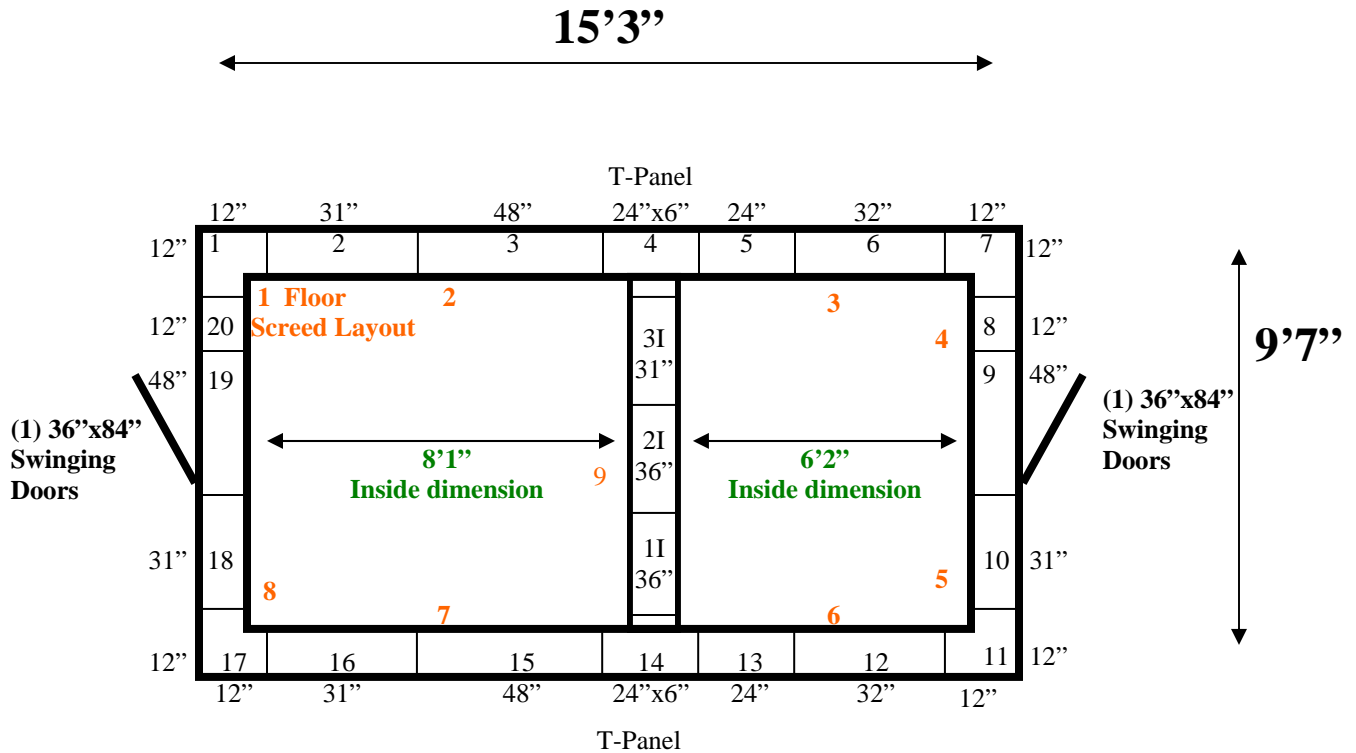 15’3”
T-Panel
12” 31” 48” 24”x6” 24” 32” 12”
12” 1 2 3 4 5 6 7 12”
1 Floor
Screed Layout
2
3
12” 20
3I
31”
4
8 12”
9’7”
48” 19
9 48”
(1) 36”x84”
Swinging
Doors
(1) 36”x84”
Swinging
Doors
8’1”
Inside dimension
9
2I
36”
6’2”
Inside dimension
31” 18
1I
36”
10 31”
8
7
6
5
12” 17 16 15 14 13 12 11 12”
12” 31” 48” 24”x6” 24” 32” 12”
T-Panel